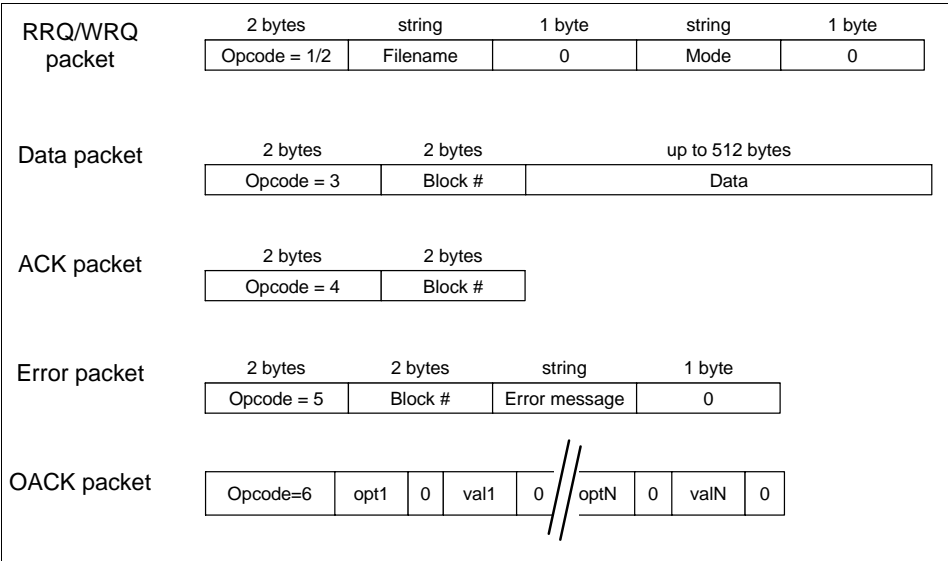 RRQ/WRQ
packet
2 bytes string 1 byte string 1 byte
Opcode = 1/2 Filename 0 Mode 0
Data packet
2 bytes 2 bytes up to 512 bytes
Opcode = 3 Block # Data
ACK packet
2 bytes 2 bytes
Opcode = 4 Block #
Error packet
2 bytes 2 bytes string 1 byte
Opcode = 5 Block # Error message 0
OACK packet
Opcode=6 opt1 0 val1 0 optN 0 valN 0